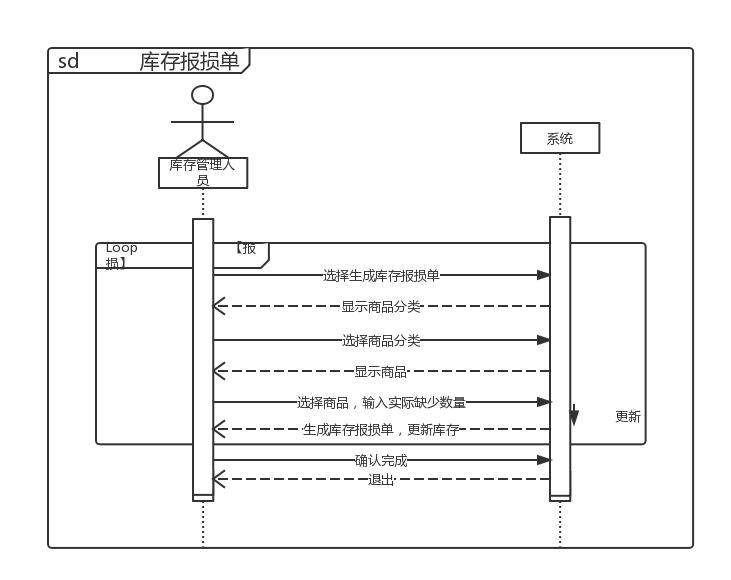 sd 库存报损单
库存管理人
员
系统
Loop 【报
损】
选择生成库存报损单
显示商品分类
选择商品分类
显示商品
选择商品，输入实际缺少数量
更新
生成库存报损单，更新库存
确认完成
退出